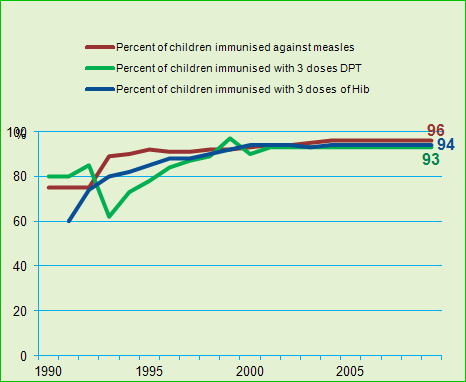 Percent of children immunised against measles
Percent of children immunised with 3 doses DPT
Percent of children immunised with 3 doses of Hib
100
%
96
94
93
80
60
40
20
0
1990 1995 2000 2005